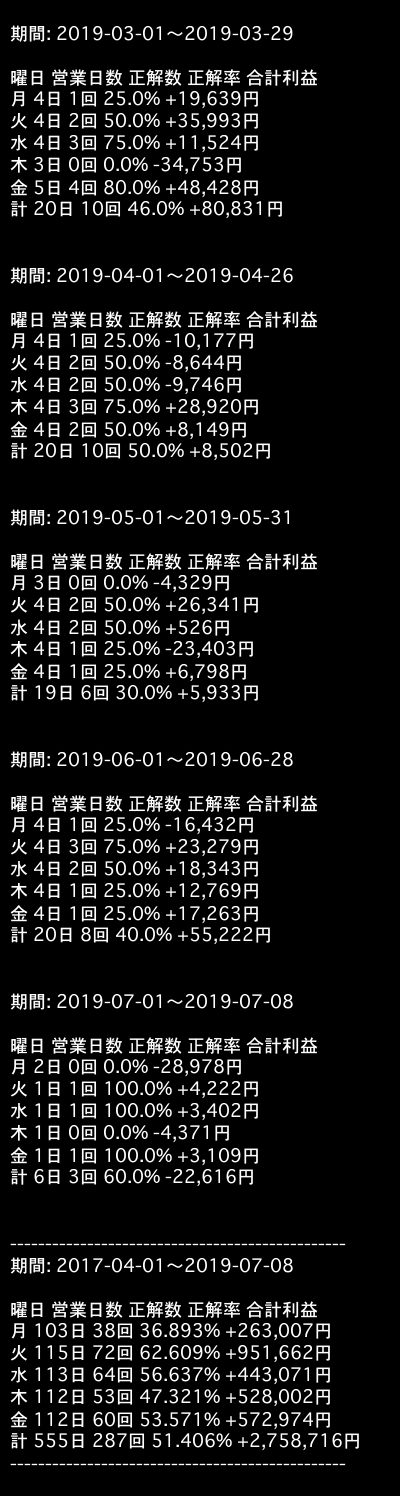 期間: 2019-03-01〜2019-03-29
曜日 営業日数 正解数 正解率 合計利益
月 4日 1回 25.0% +19,639円
火 4日 2回 50.0% +35,993円
水 4日 3回 75.0% +11,524円
木 3日 0回 0.0% -34,753円
金 5日 4回 80.0% +48,428円
計 20日 10回 46.0% +80,831円
期間: 2019-04-01〜2019-04-26
曜日 営業日数 正解数 正解率 合計利益
月 4日 1回 25.0% -10,177円
火 4日 2回 50.0% -8,644円
水 4日 2回 50.0% -9,746円
木 4日 3回 75.0% +28,920円
金 4日 2回 50.0% +8,149円
計 20日 10回 50.0% +8,502円
期間: 2019-05-01〜2019-05-31
曜日 営業日数 正解数 正解率 合計利益
月 3日 0回 0.0% -4,329円
火 4日 2回 50.0% +26,341円
水 4日 2回 50.0% +526円
木 4日 1回 25.0% -23,403円
金 4日 1回 25.0% +6,798円
計 19日 6回 30.0% +5,933円
期間: 2019-06-01〜2019-06-28
曜日 営業日数 正解数 正解率 合計利益
月 4日 1回 25.0% -16,432円
火 4日 3回 75.0% +23,279円
水 4日 2回 50.0% +18,343円
木 4日 1回 25.0% +12,769円
金 4日 1回 25.0% +17,263円
計 20日 8回 40.0% +55,222円
期間: 2019-07-01〜2019-07-08
曜日 営業日数 正解数 正解率 合計利益
月 2日 0回 0.0% -28,978円
火 1日 1回 100.0% +4,222円
水 1日 1回 100.0% +3,402円
木 1日 0回 0.0% -4,371円
金 1日 1回 100.0% +3,109円
計 6日 3回 60.0% -22,616円
------------------------------------------------
期間: 2017-04-01〜2019-07-08
曜日 営業日数 正解数 正解率 合計利益
月 103日 38回 36.893% +263,007円
火 115日 72回 62.609% +951,662円
水 113日 64回 56.637% +443,071円
木 112日 53回 47.321% +528,002円
金 112日 60回 53.571% +572,974円
計 555日 287回 51.406% +2,758,716円
------------------------------------------------